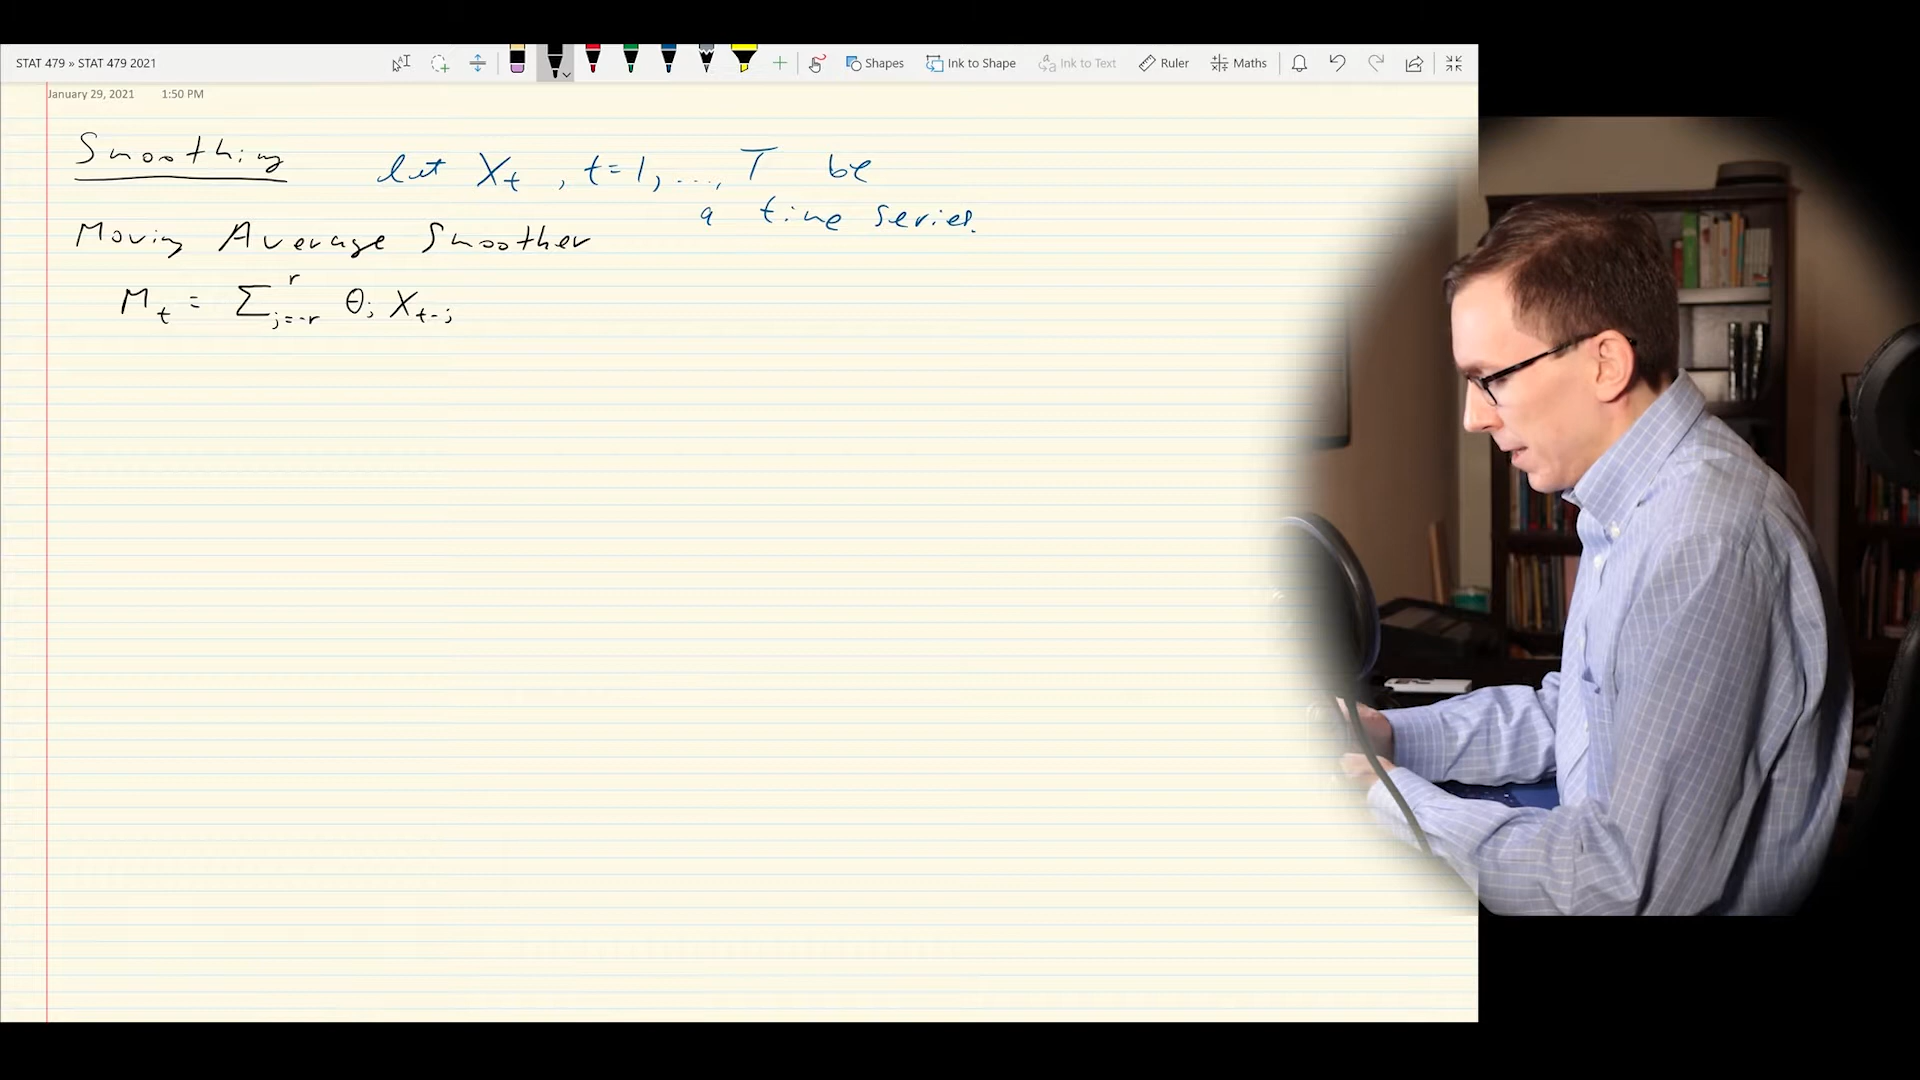 STAT 479 » STAT 479 2021
Shapes Ink to Shape Ink to Text Ruler Maths
January 29, 2021 1:50 PM
Smoothing
let Xₜ, t=1, ..., T be
a time series.
Moving Average Smoother
Mₜ = Σ_{j=-r}^{r} θⱼ Xₜ₋ⱼ